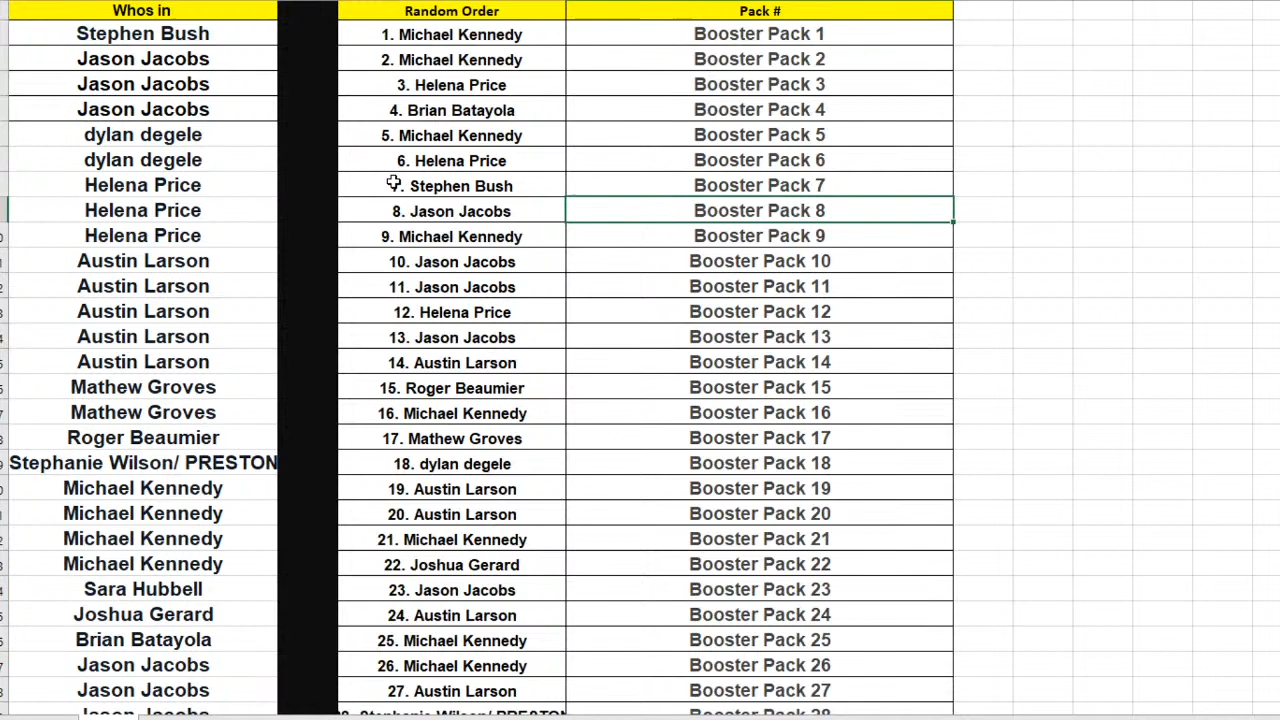 Whos in Random Order Pack #
Stephen Bush 1. Michael Kennedy Booster Pack 1
Jason Jacobs 2. Michael Kennedy Booster Pack 2
Jason Jacobs 3. Helena Price Booster Pack 3
Jason Jacobs 4. Brian Batayola Booster Pack 4
dylan degele 5. Michael Kennedy Booster Pack 5
dylan degele 6. Helena Price Booster Pack 6
Helena Price . Stephen Bush Booster Pack 7
Helena Price 8. Jason Jacobs Booster Pack 8
Helena Price 9. Michael Kennedy Booster Pack 9
Austin Larson 10. Jason Jacobs Booster Pack 10
Austin Larson 11. Jason Jacobs Booster Pack 11
Austin Larson 12. Helena Price Booster Pack 12
Austin Larson 13. Jason Jacobs Booster Pack 13
Austin Larson 14. Austin Larson Booster Pack 14
Mathew Groves 15. Roger Beaumier Booster Pack 15
Mathew Groves 16. Michael Kennedy Booster Pack 16
Roger Beaumier 17. Mathew Groves Booster Pack 17
Stephanie Wilson/ PRESTON 18. dylan degele Booster Pack 18
Michael Kennedy 19. Austin Larson Booster Pack 19
Michael Kennedy 20. Austin Larson Booster Pack 20
Michael Kennedy 21. Michael Kennedy Booster Pack 21
Michael Kennedy 22. Joshua Gerard Booster Pack 22
Sara Hubbell 23. Jason Jacobs Booster Pack 23
Joshua Gerard 24. Austin Larson Booster Pack 24
Brian Batayola 25. Michael Kennedy Booster Pack 25
Jason Jacobs 26. Michael Kennedy Booster Pack 26
Jason Jacobs 27. Austin Larson Booster Pack 27
Jason Jacobs Stephanie Wilson/ PRESTON Booster Pack 28